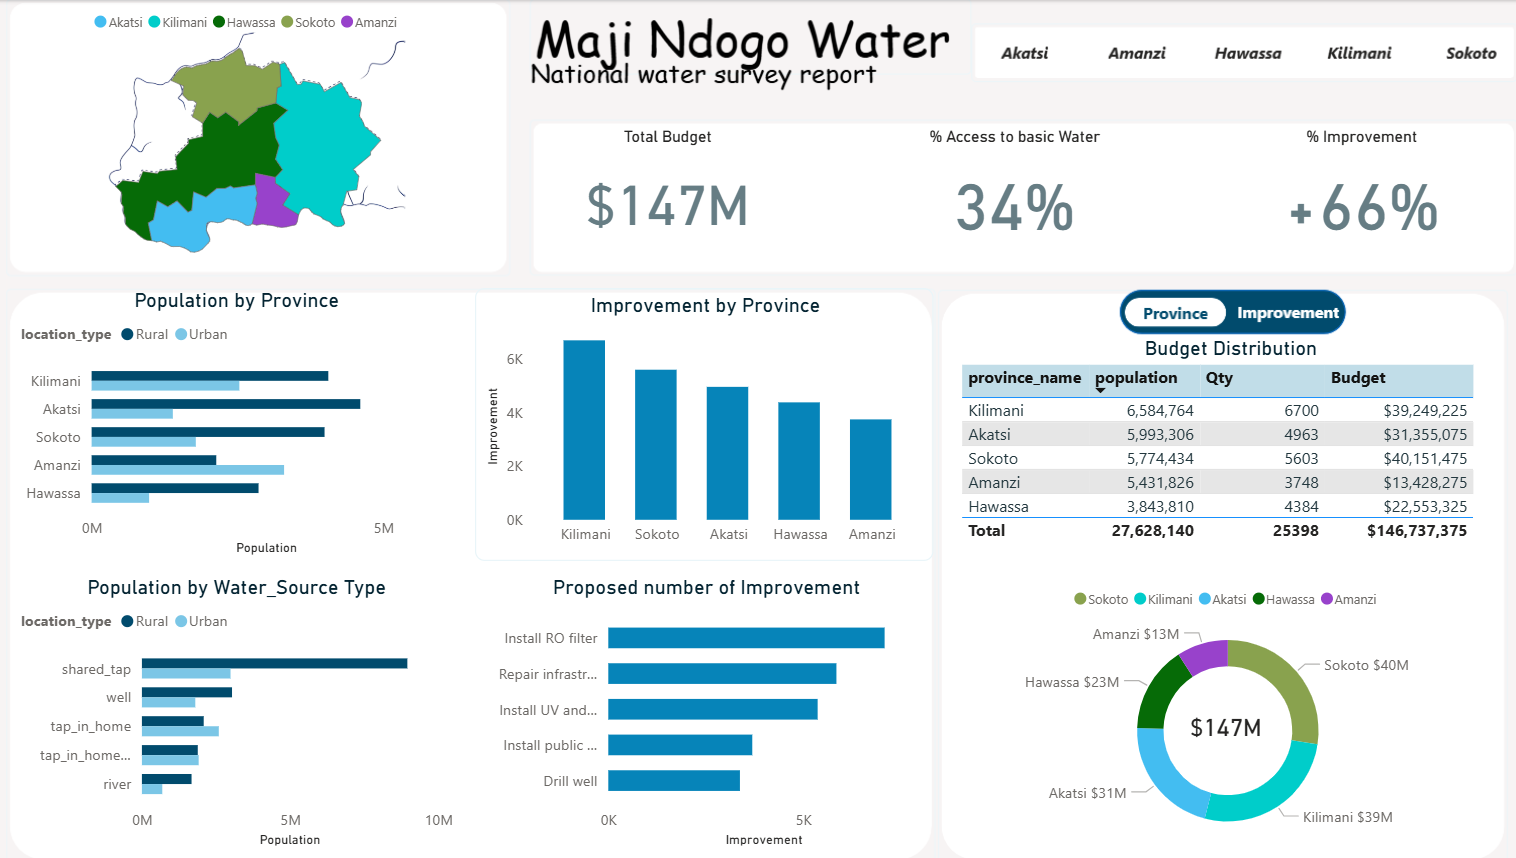 Akatsi Kilimani Hawassa Sokoto Amanzi
Maji Ndogo Water
National water survey report
Akatsi Amanzi Hawassa Kilimani Sokoto
Total Budget
$147M
% Access to basic Water
34%
% Improvement
+66%
Population by Province
location_type Rural Urban
Kilimani
Akatsi
Sokoto
Amanzi
Hawassa
0M 5M
Population
Improvement by Province
Improvement
6K
4K
2K
0K
Kilimani Sokoto Akatsi Hawassa Amanzi
Population by Water_Source Type
location_type Rural Urban
shared_tap
well
tap_in_home
tap_in_home...
river
0M 5M 10M
Population
Proposed number of Improvement
Install RO filter
Repair infrastr...
Install UV and...
Install public ...
Drill well
0K 5K
Improvement
Province Improvement
Budget Distribution
province_name population Qty Budget
Kilimani 6,584,764 6700 $39,249,225
Akatsi 5,993,306 4963 $31,355,075
Sokoto 5,774,434 5603 $40,151,475
Amanzi 5,431,826 3748 $13,428,275
Hawassa 3,843,810 4384 $22,553,325
Total 27,628,140 25398 $146,737,375
Sokoto Kilimani Akatsi Hawassa Amanzi
Amanzi $13M
Sokoto $40M
Hawassa $23M
$147M
Akatsi $31M
Kilimani $39M